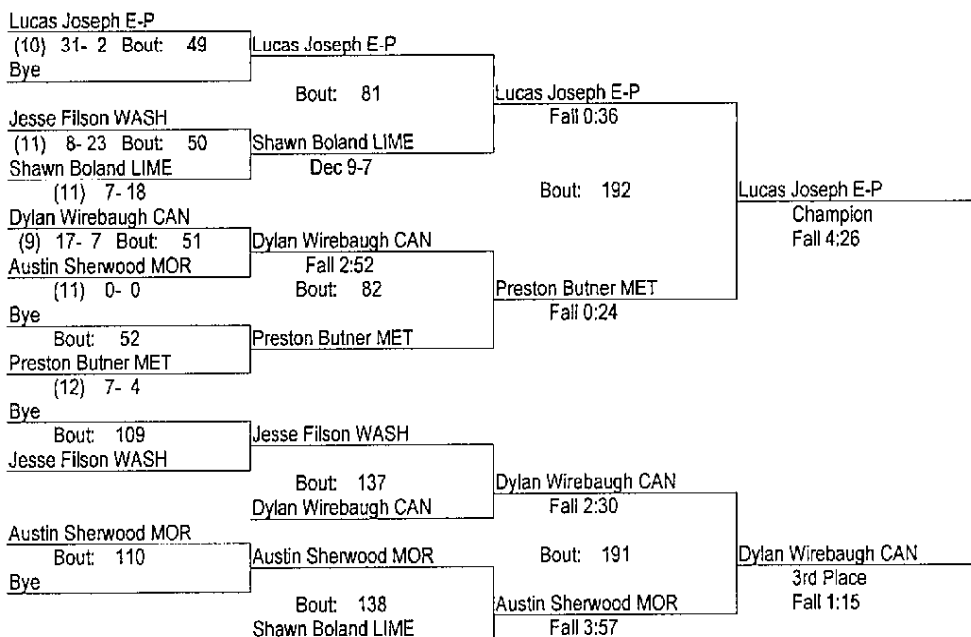 Lucas Joseph E-P
(10) 31- 2 Bout: 49
Bye
Lucas Joseph E-P
Bout: 81
Jesse Filson WASH
(11) 8- 23 Bout: 50
Shawn Boland LIME
(11) 7- 18
Shawn Boland LIME
Dec 9-7
Lucas Joseph E-P
Fall 0:36
Bout: 192
Dylan Wirebaugh CAN
(9) 17- 7 Bout: 51
Austin Sherwood MOR
(11) 0- 0
Dylan Wirebaugh CAN
Fall 2:52
Bout: 82
Bye
Bout: 52
Preston Butner MET
(12) 7- 4
Preston Butner MET
Preston Butner MET
Fall 0:24
Lucas Joseph E-P
Champion
Fall 4:26
Bye
Bout: 109
Jesse Filson WASH
Jesse Filson WASH
Bout: 137
Dylan Wirebaugh CAN
Dylan Wirebaugh CAN
Fall 2:30
Bout: 191
Austin Sherwood MOR
Bout: 110
Bye
Austin Sherwood MOR
Bout: 138
Shawn Boland LIME
Austin Sherwood MOR
Fall 3:57
Dylan Wirebaugh CAN
3rd Place
Fall 1:15